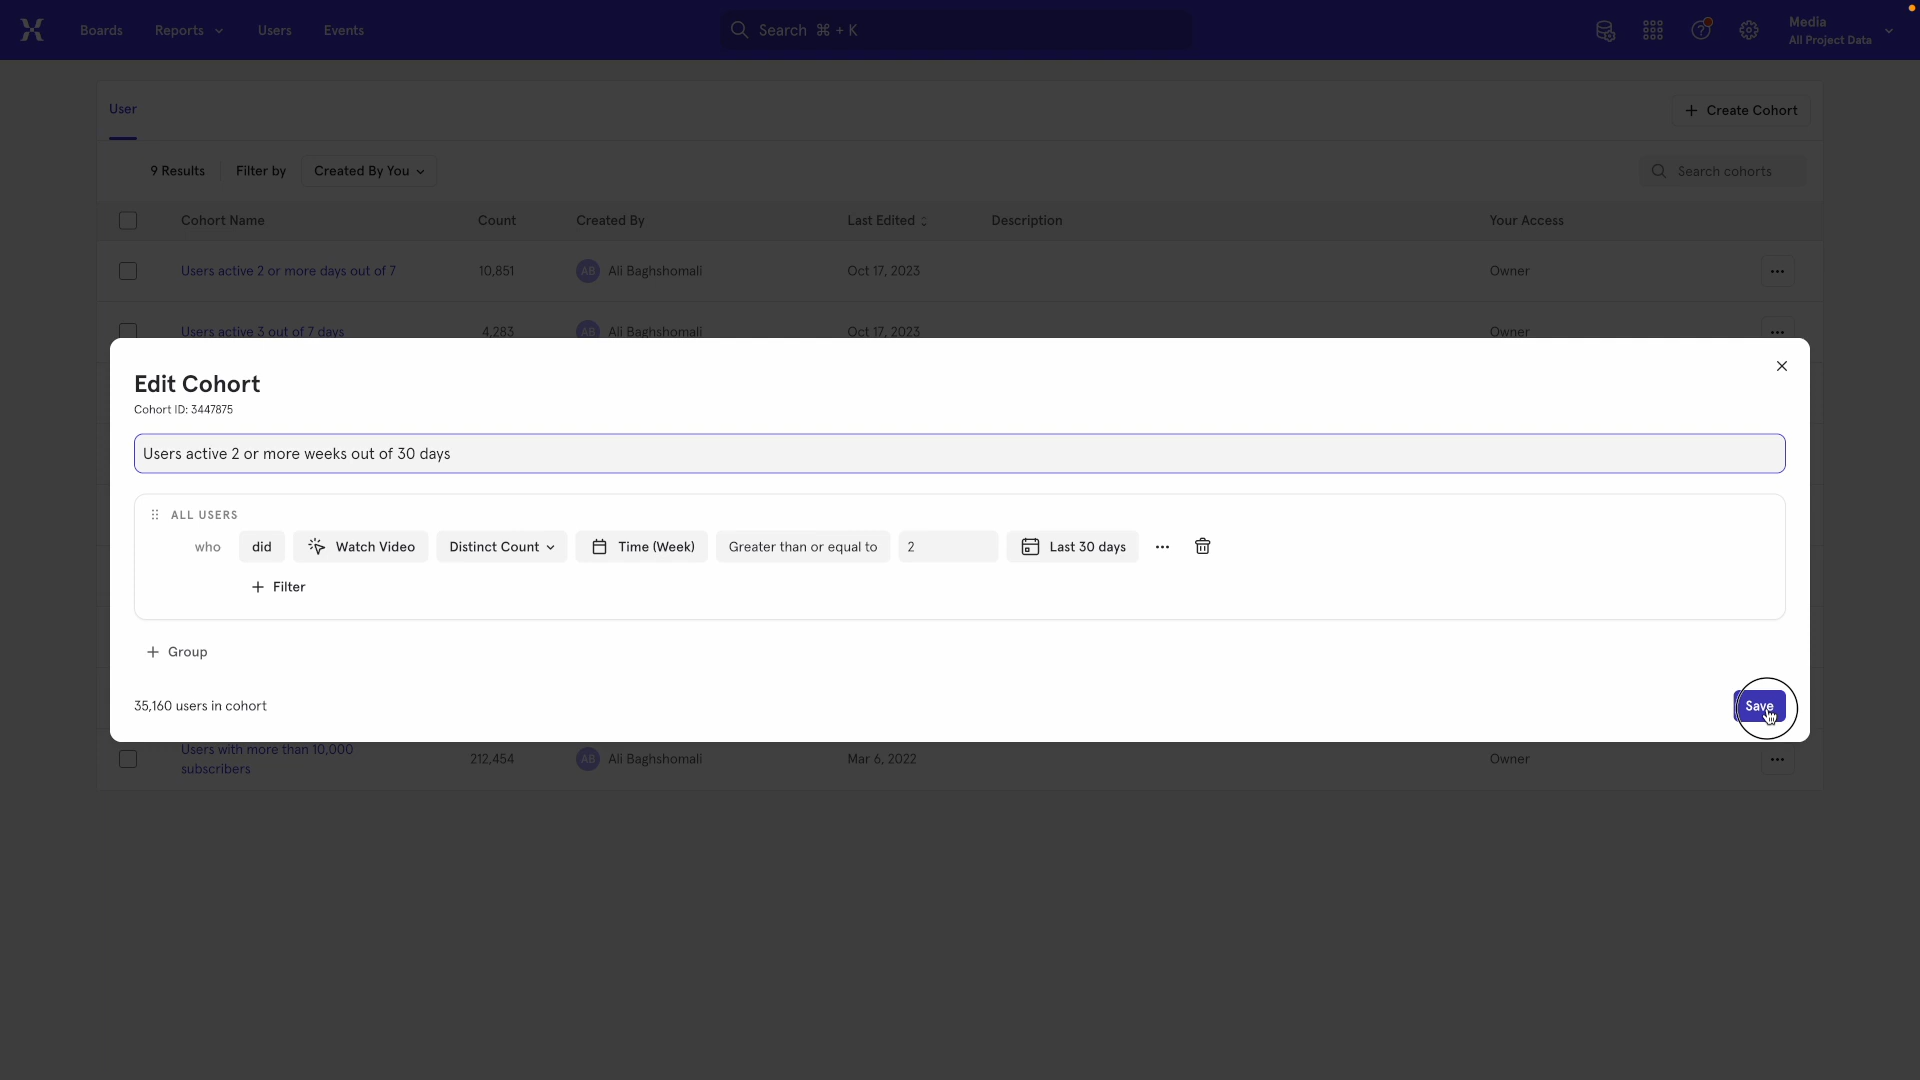 Boards
Reports
Users
Events
Search ⌘ + K
Media
All Project Data
User
+ Create Cohort
9 Results
Filter by
Created By You
Search cohorts
Cohort Name
Count
Created By
Last Edited
Description
Your Access
Users active 2 or more days out of 7
10,851
AB
Ali Baghshomali
Oct 17, 2023
Owner
Users active 3 out of 7 days
4,283
AB
Ali Baghshomali
Oct 17, 2023
Owner
Edit Cohort
Cohort ID: 3447875
Users active 2 or more weeks out of 30 days
ALL USERS
who
did
Watch Video
Distinct Count
Time (Week)
Greater than or equal to
2
Last 30 days
+ Filter
+ Group
35,160 users in cohort
Save
Users with more than 10,000
subscribers
212,454
AB
Ali Baghshomali
Mar 6, 2022
Owner